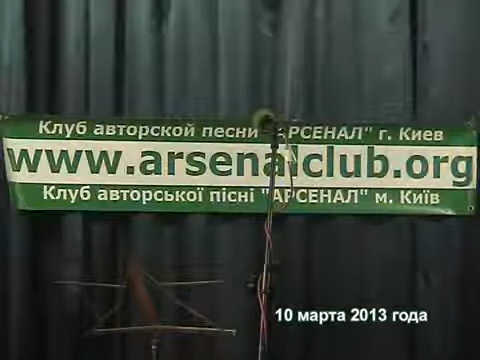 Клуб авторской песни "АРСЕНАЛ" г. Киев
www.arsenalclub.org
Клуб авторської пісні "АРСЕНАЛ" м. Київ
10 марта 2013 года